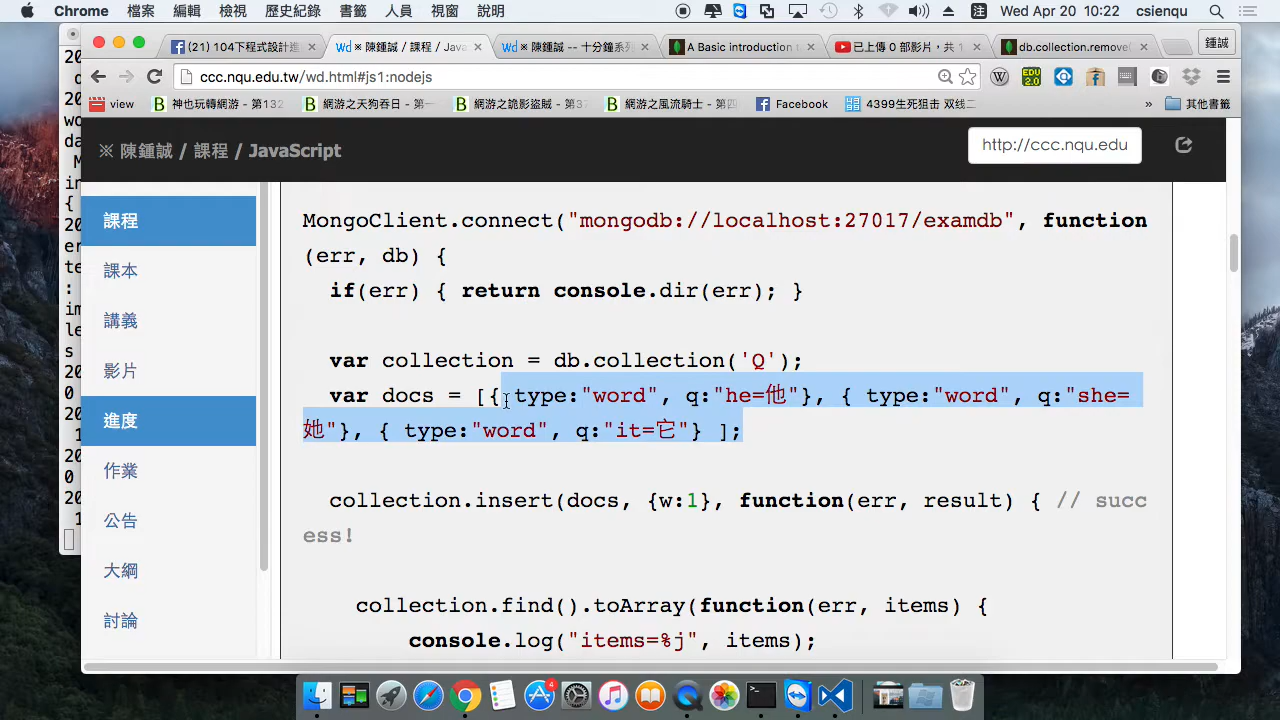 Chrome 檔案 編輯 檢視 歷史紀錄 書籤 人員 視窗 說明 注 Wed Apr 20 10:22 csienqu
(21) 104下程式設計進 × Wd ※ 陳鍾誠 / 課程 / Java × Wd ※ 陳鍾誠 -- 十分鐘系列 × A Basic introduction t × 已上傳 0 部影片，共 1 × db.collection.remove( × 鍾誠
ccc.nqu.edu.tw/wd.html#js1:nodejs
view 神也玩轉網游 - 第132 網游之天狗吞日 - 第一 網游之風流騎士 - 第四 Facebook 4399生死狙击 双线二 » 其他書籤
※ 陳鍾誠 / 課程 / JavaScript http://ccc.nqu.edu
課程
課本
講義
影片
進度
作業
公告
大綱
討論
MongoClient.connect("mongodb://localhost:27017/examdb", function
(err, db) {
if(err) { return console.dir(err); }
var collection = db.collection('Q');
var docs = [{ type:"word", q:"he=他"}, { type:"word", q:"she=
她"}, { type:"word", q:"it=它"} ];
collection.insert(docs, {w:1}, function(err, result) { // succ
ess!
collection.find().toArray(function(err, items) {
console.log("items=%j", items);
4